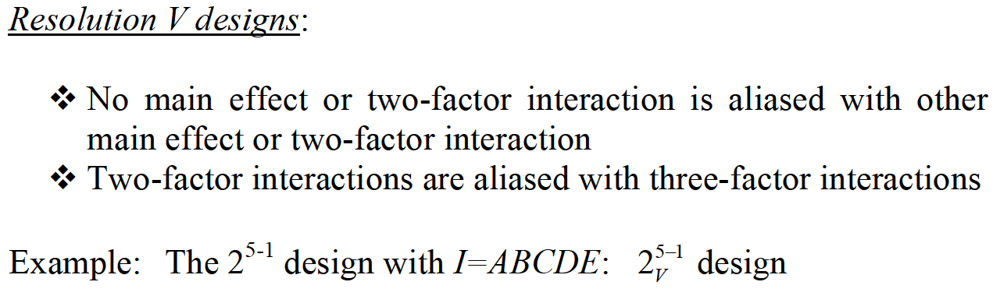 Resolution V designs:
❖ No main effect or two-factor interaction is aliased with other
main effect or two-factor interaction
❖ Two-factor interactions are aliased with three-factor interactions
Example: The 2^{5-1} design with I=ABCDE: 2_V^{5–1} design